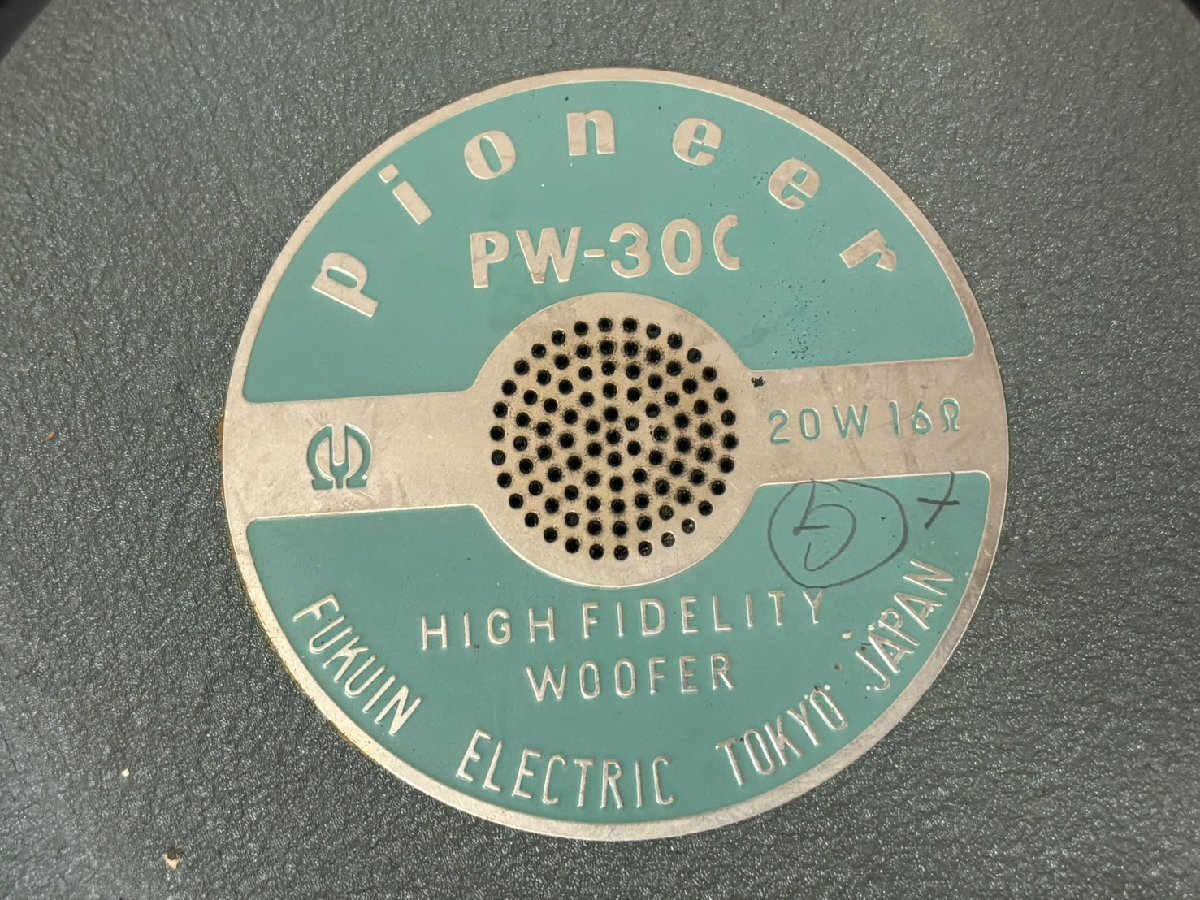 pioneer
PW-30C
20W 16Ω
5 +
HIGH FIDELITY
WOOFER
FUKUIN ELECTRIC TOKYO JAPAN